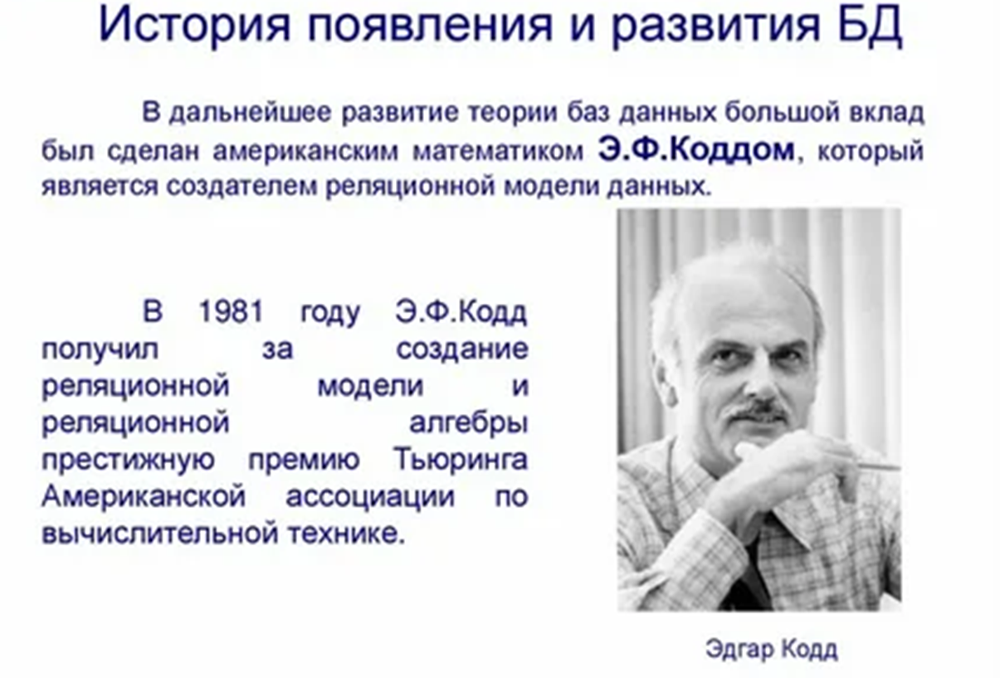 История появления и развития БД
В дальнейшее развитие теории баз данных большой вклад
был сделан американским математиком Э.Ф.Коддом, который
является создателем реляционной модели данных.
В 1981 году Э.Ф.Кодд
получил за создание
реляционной модели и
реляционной алгебры
престижную премию Тьюринга
Американской ассоциации по
вычислительной технике.
Эдгар Кодд